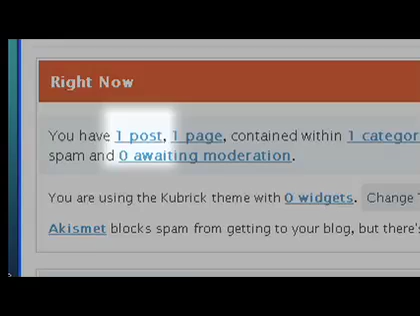 Right Now
You have 1 post, 1 page, contained within 1 categor
spam and 0 awaiting moderation.
You are using the Kubrick theme with 0 widgets. Change
Akismet blocks spam from getting to your blog, but there's